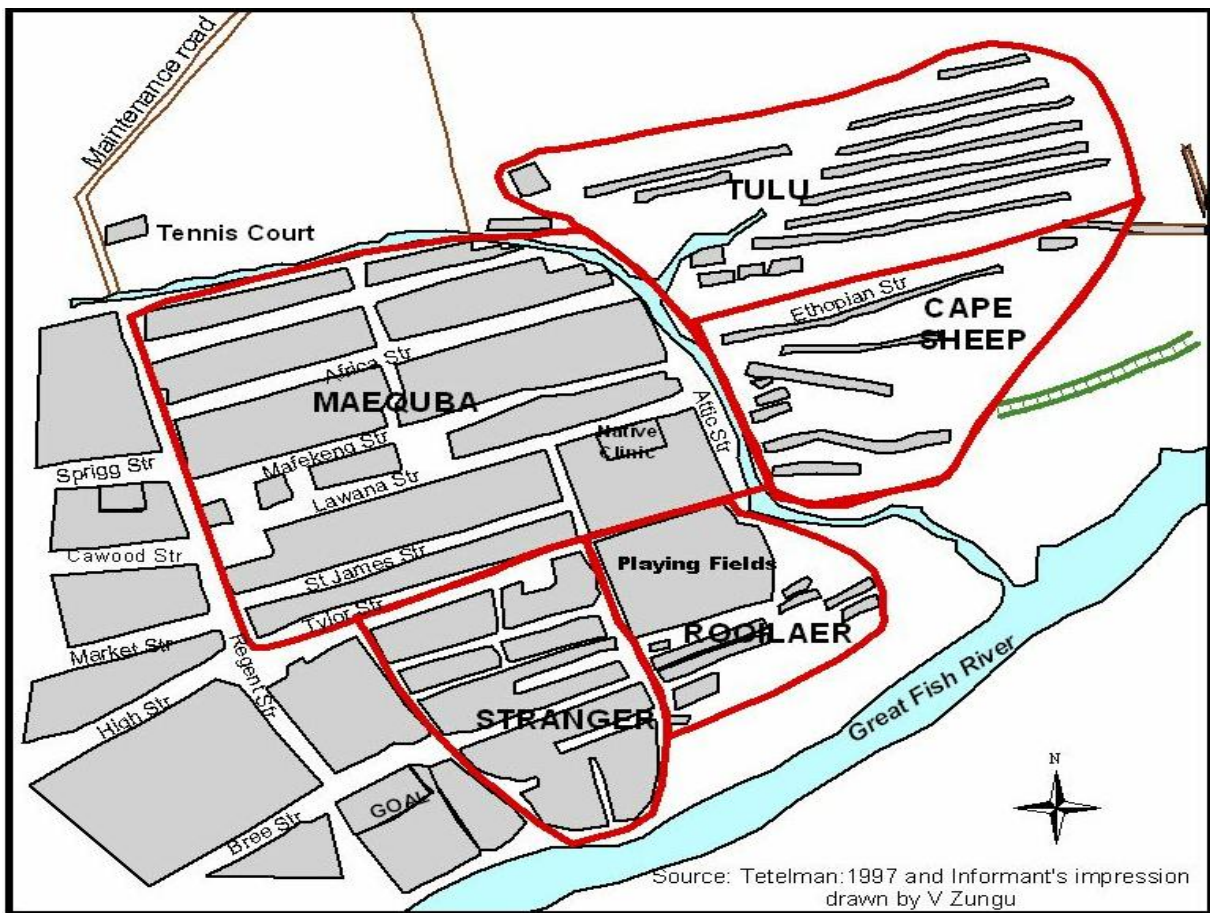 Maintenance road
Tennis Court
TULU
Ethopian Str
CAPE
SHEEP
Africa Str
MAEQUBA
Attic Str
Native
Clinic
Mafekeng Str
Sprigg Str
Lawana Str
Cawood Str
St James Str
Playing Fields
Tylor Str
ROOILAER
Market Str
Regent Str
High Str
STRANGER
Great Fish River
GOAL
Bree Str
N
Source: Tetelman:1997 and Informant's impression
drawn by V Zungu